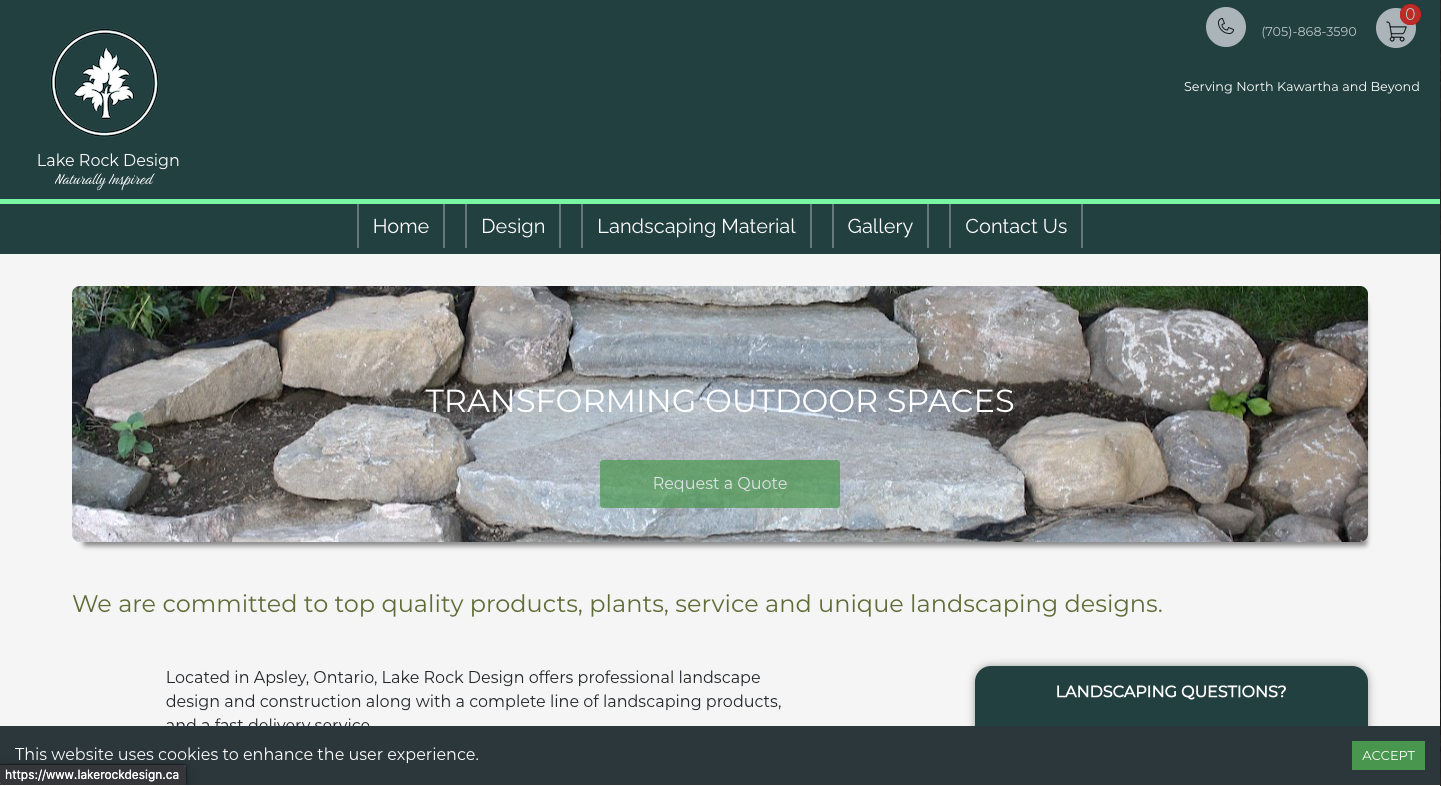 0
(705)-868-3590
Serving North Kawartha and Beyond
Lake Rock Design
Naturally Inspired
Home
Design
Landscaping Material
Gallery
Contact Us
TRANSFORMING OUTDOOR SPACES
Request a Quote
We are committed to top quality products, plants, service and unique landscaping designs.
Located in Apsley, Ontario, Lake Rock Design offers professional landscape
design and construction along with a complete line of landscaping products,
and a fast delivery service.
LANDSCAPING QUESTIONS?
This website uses cookies to enhance the user experience.
ACCEPT
https://www.lakerockdesign.ca